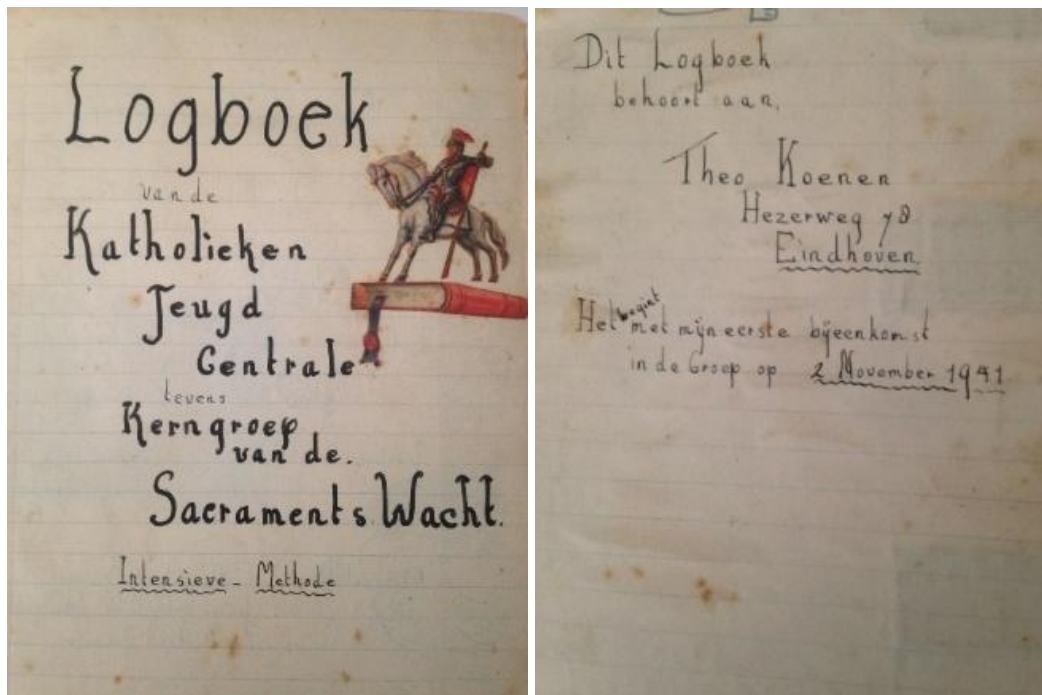 Logboek
van de
Katholieken
Jeugd
Centrale
tevens
Kerngroep
van de.
Sacraments Wacht.
Intensieve - Methode
Dit Logboek
behoort aan,
Theo Koenen
Hezerweg 78
Eindhoven
Het begint met mijn eerste bijeenkomst
in de Groep op 2 November 1941